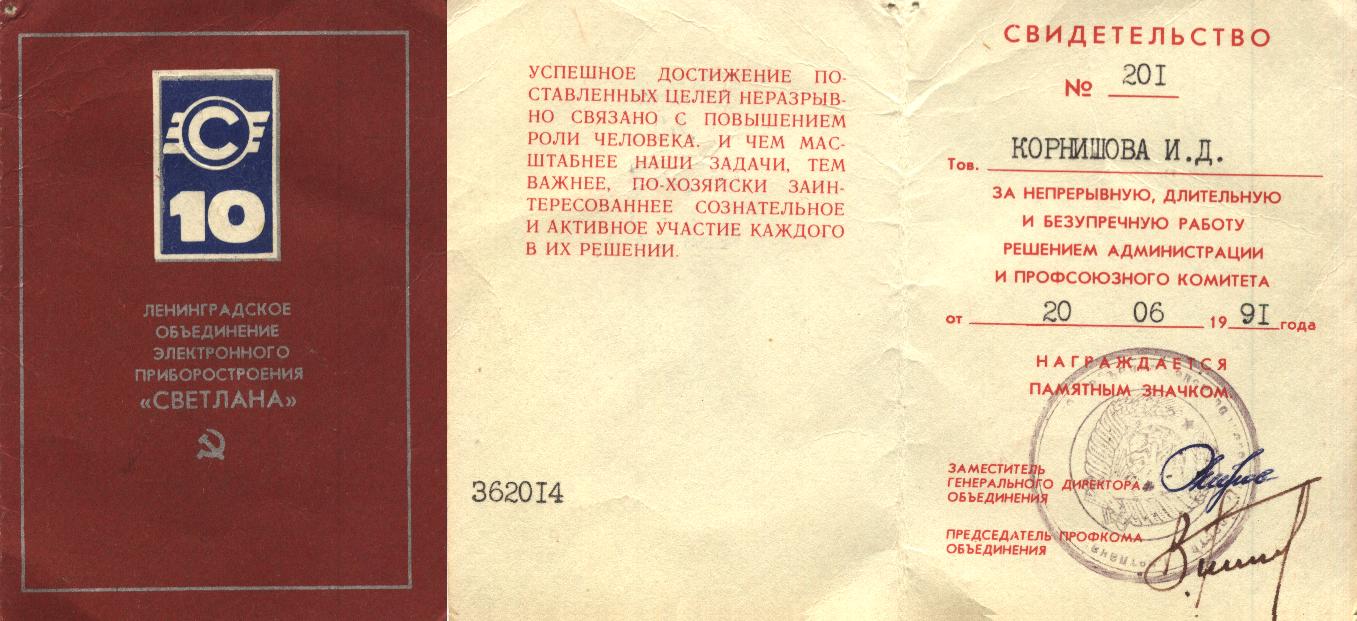 С
10
ЛЕНИНГРАДСКОЕ
ОБЪЕДИНЕНИЕ
ЭЛЕКТРОННОГО
ПРИБОРОСТРОЕНИЯ
«СВЕТЛАНА»
УСПЕШНОЕ ДОСТИЖЕНИЕ ПО-
СТАВЛЕННЫХ ЦЕЛЕЙ НЕРАЗРЫВ-
НО СВЯЗАНО С ПОВЫШЕНИЕМ
РОЛИ ЧЕЛОВЕКА. И ЧЕМ МАС-
ШТАБНЕЕ НАШИ ЗАДАЧИ, ТЕМ
ВАЖНЕЕ, ПО-ХОЗЯЙСКИ ЗАИН-
ТЕРЕСОВАННЕЕ СОЗНАТЕЛЬНОЕ
И АКТИВНОЕ УЧАСТИЕ КАЖДОГО
В ИХ РЕШЕНИИ.
362014
СВИДЕТЕЛЬСТВО
№ 201
Тов. КОРНИШОВА И.Д.
ЗА НЕПРЕРЫВНУЮ, ДЛИТЕЛЬНУЮ
И БЕЗУПРЕЧНУЮ РАБОТУ
РЕШЕНИЕМ АДМИНИСТРАЦИИ
И ПРОФСОЮЗНОГО КОМИТЕТА
от 20 06 1991 года
НАГРАЖДАЕТСЯ
ПАМЯТНЫМ ЗНАЧКОМ.
ЗАМЕСТИТЕЛЬ
ГЕНЕРАЛЬНОГО ДИРЕКТОРА
ОБЪЕДИНЕНИЯ
ПРЕДСЕДАТЕЛЬ ПРОФКОМА
ОБЪЕДИНЕНИЯ